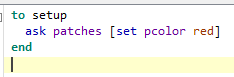 to setup
  ask patches [set pcolor red]
end